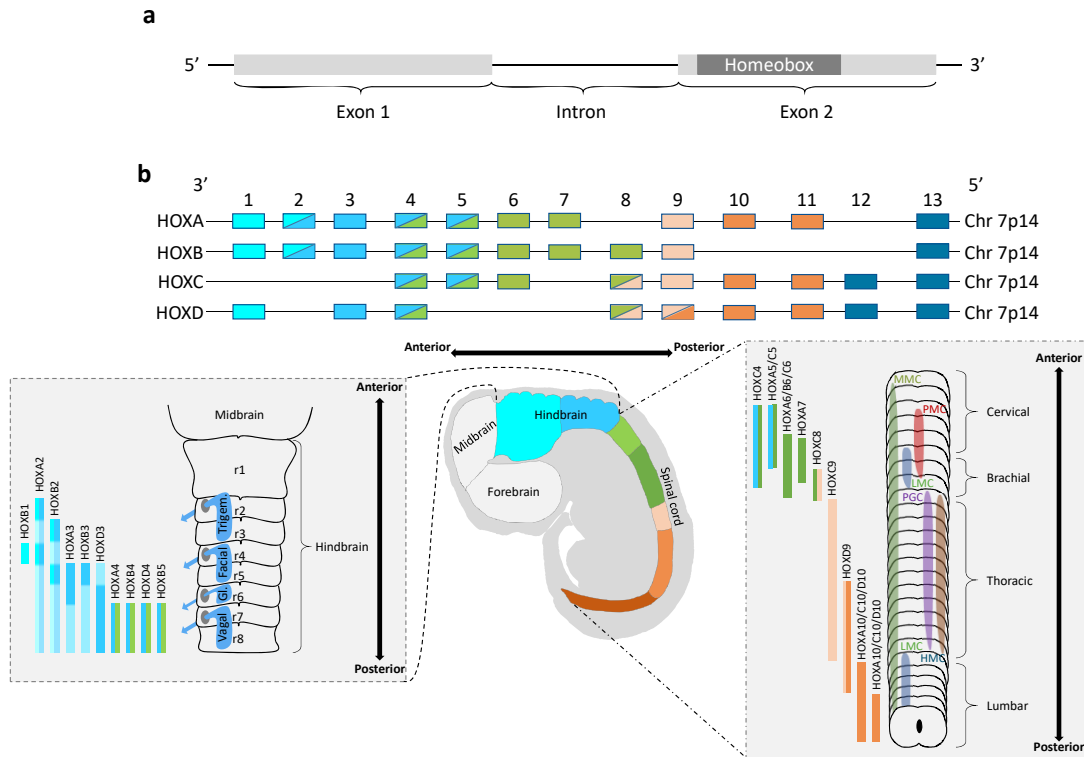 a
5’ Homeobox 3’
Exon 1 Intron Exon 2
b
3’ 5’
1 2 3 4 5 6 7 8 9 10 11 12 13
HOXA Chr 7p14
HOXB Chr 7p14
HOXC Chr 7p14
HOXD Chr 7p14
Anterior Posterior
Anterior
Midbrain
r1
r2
r3
r4
r5
r6
r7
r8
Trigem
Facial
Gl.
Vagal
Hindbrain
HOXB1
HOXA2
HOXB2
HOXA3
HOXB3
HOXD3
HOXA4
HOXB4
HOXD4
HOXB5
Posterior
Midbrain
Hindbrain
Forebrain
Spinal cord
HOXC4
HOXA5/C5
HOXA6/B6/C6
HOXA7
HOXC8
HOXC9
HOXD9
HOXA10/C10/D10
HOXA10/C10/D10
MMC
PMC
LMC
PGC
LMC
HMC
Cervical
Brachial
Thoracic
Lumbar
Anterior
Posterior